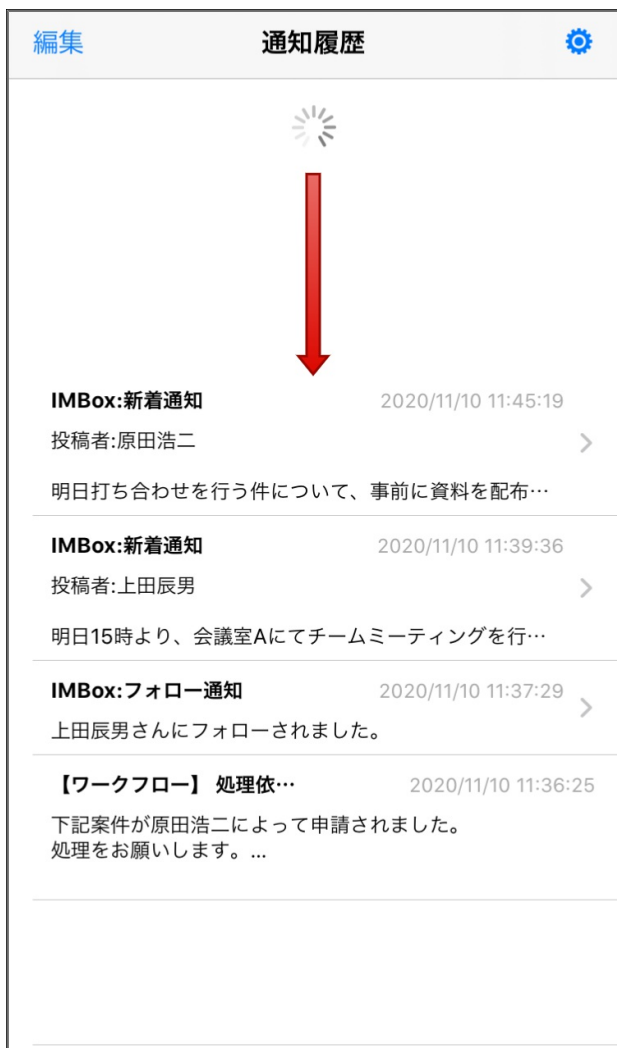 編集
通知履歴
IMBox:新着通知 2020/11/10 11:45:19
投稿者:原田浩二
明日打ち合わせを行う件について、事前に資料を配布…
IMBox:新着通知 2020/11/10 11:39:36
投稿者:上田辰男
明日15時より、会議室Aにてチームミーティングを行…
IMBox:フォロー通知 2020/11/10 11:37:29
上田辰男さんにフォローされました。
【ワークフロー】 処理依… 2020/11/10 11:36:25
下記案件が原田浩二によって申請されました。
処理をお願いします。...